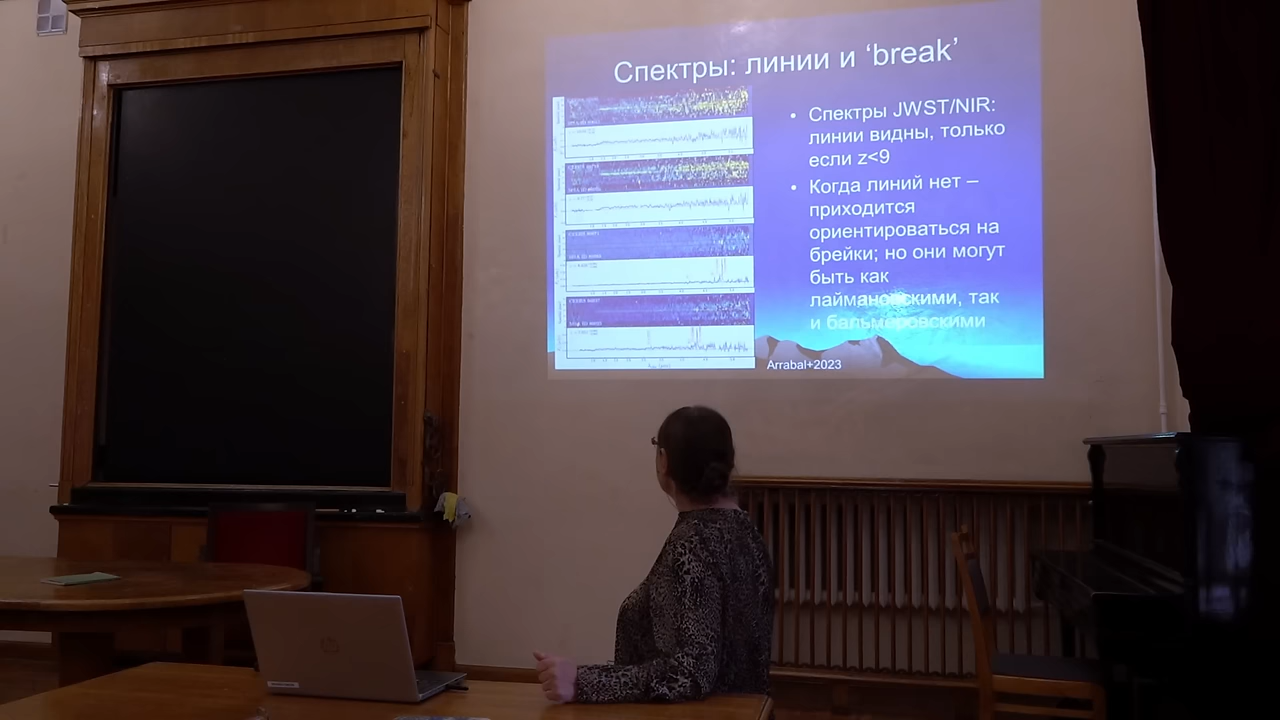 Спектры: линии и ‘break’
• Спектры JWST/NIR:
линии видны, только
если z<9
• Когда линий нет –
приходится
ориентироваться на
брейки; но они могут
быть как
лаймановскими, так
и бальмеровскими
Arrabal+2023